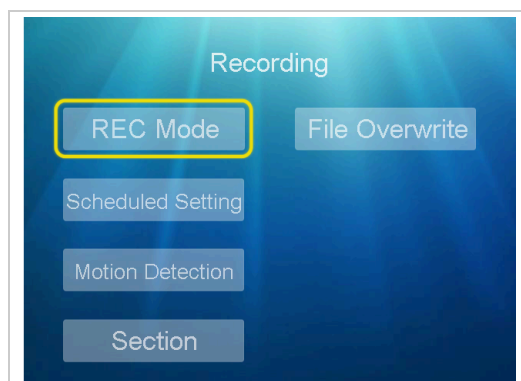 Recording
REC Mode
File Overwrite
Scheduled Setting
Motion Detection
Section